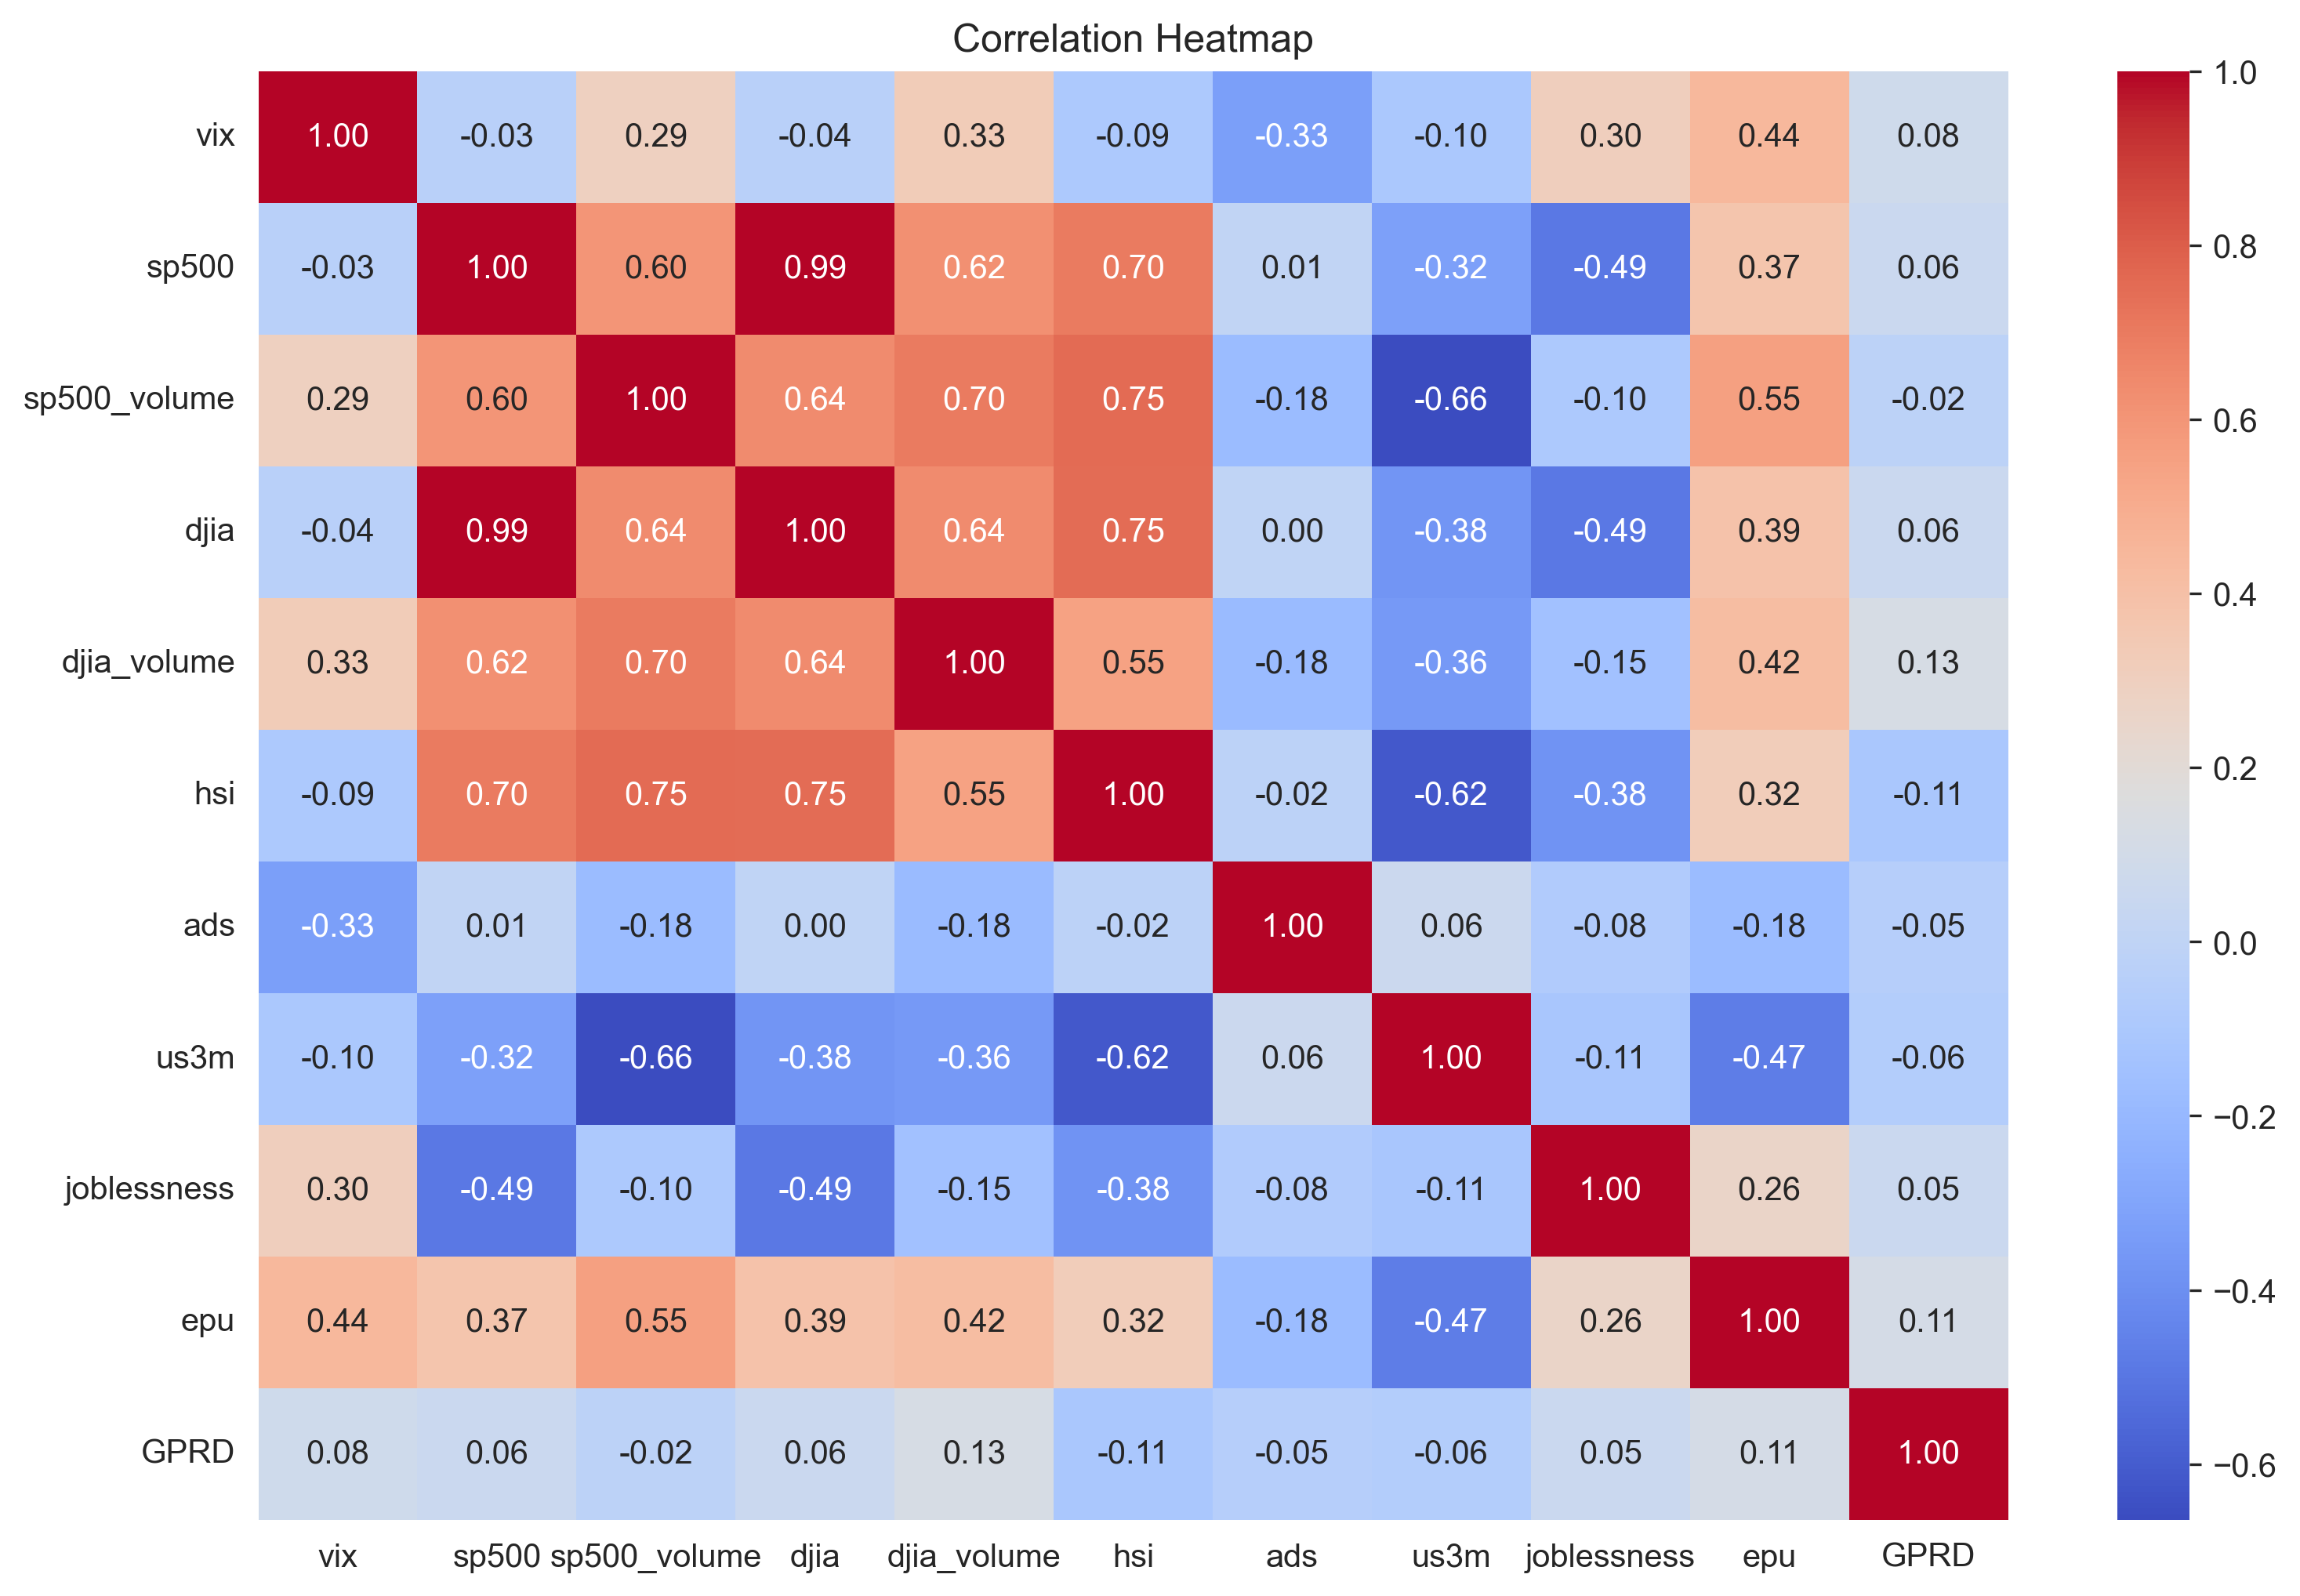 Correlation Heatmap
vix 1.00 -0.03 0.29 -0.04 0.33 -0.09 -0.33 -0.10 0.30 0.44 0.08
sp500 -0.03 1.00 0.60 0.99 0.62 0.70 0.01 -0.32 -0.49 0.37 0.06
sp500_volume 0.29 0.60 1.00 0.64 0.70 0.75 -0.18 -0.66 -0.10 0.55 -0.02
djia -0.04 0.99 0.64 1.00 0.64 0.75 0.00 -0.38 -0.49 0.39 0.06
djia_volume 0.33 0.62 0.70 0.64 1.00 0.55 -0.18 -0.36 -0.15 0.42 0.13
hsi -0.09 0.70 0.75 0.75 0.55 1.00 -0.02 -0.62 -0.38 0.32 -0.11
ads -0.33 0.01 -0.18 0.00 -0.18 -0.02 1.00 0.06 -0.08 -0.18 -0.05
us3m -0.10 -0.32 -0.66 -0.38 -0.36 -0.62 0.06 1.00 -0.11 -0.47 -0.06
joblessness 0.30 -0.49 -0.10 -0.49 -0.15 -0.38 -0.08 -0.11 1.00 0.26 0.05
epu 0.44 0.37 0.55 0.39 0.42 0.32 -0.18 -0.47 0.26 1.00 0.11
GPRD 0.08 0.06 -0.02 0.06 0.13 -0.11 -0.05 -0.06 0.05 0.11 1.00
vix sp500 sp500_volume djia djia_volume hsi ads us3m joblessness epu GPRD
1.0
0.8
0.6
0.4
0.2
0.0
−0.2
−0.4
−0.6